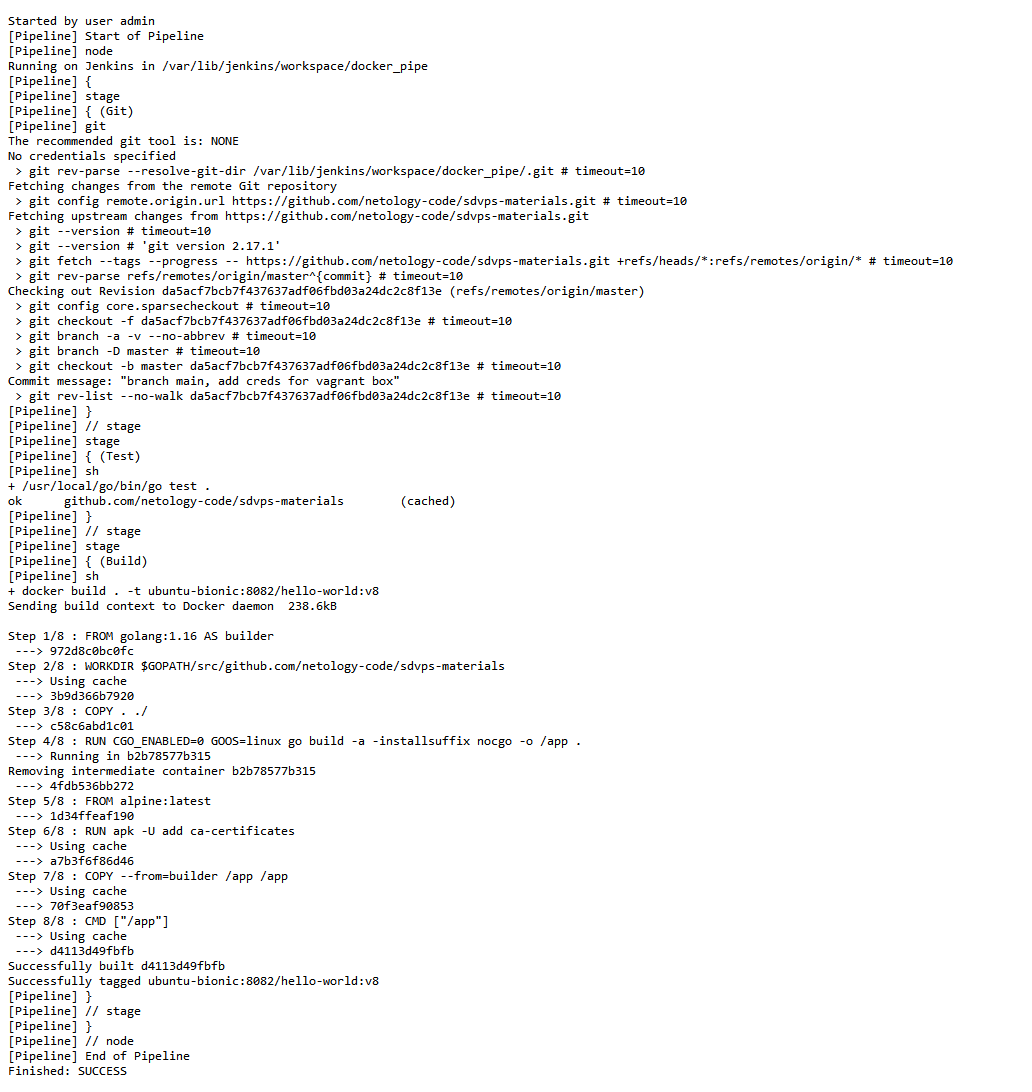 Started by user admin
[Pipeline] Start of Pipeline
[Pipeline] node
Running on Jenkins in /var/lib/jenkins/workspace/docker_pipe
[Pipeline] {
[Pipeline] stage
[Pipeline] { (Git)
[Pipeline] git
The recommended git tool is: NONE
No credentials specified
 > git rev-parse --resolve-git-dir /var/lib/jenkins/workspace/docker_pipe/.git # timeout=10
Fetching changes from the remote Git repository
 > git config remote.origin.url https://github.com/netology-code/sdvps-materials.git # timeout=10
Fetching upstream changes from https://github.com/netology-code/sdvps-materials.git
 > git --version # timeout=10
 > git --version # 'git version 2.17.1'
 > git fetch --tags --progress -- https://github.com/netology-code/sdvps-materials.git +refs/heads/*:refs/remotes/origin/* # timeout=10
 > git rev-parse refs/remotes/origin/master^{commit} # timeout=10
Checking out Revision da5acf7bcb7f437637adf06fbd03a24dc2c8f13e (refs/remotes/origin/master)
 > git config core.sparsecheckout # timeout=10
 > git checkout -f da5acf7bcb7f437637adf06fbd03a24dc2c8f13e # timeout=10
 > git branch -a -v --no-abbrev # timeout=10
 > git branch -D master # timeout=10
 > git checkout -b master da5acf7bcb7f437637adf06fbd03a24dc2c8f13e # timeout=10
Commit message: "branch main, add creds for vagrant box"
 > git rev-list --no-walk da5acf7bcb7f437637adf06fbd03a24dc2c8f13e # timeout=10
[Pipeline] }
[Pipeline] // stage
[Pipeline] stage
[Pipeline] { (Test)
[Pipeline] sh
+ /usr/local/go/bin/go test .
ok      github.com/netology-code/sdvps-materials        (cached)
[Pipeline] }
[Pipeline] // stage
[Pipeline] stage
[Pipeline] { (Build)
[Pipeline] sh
+ docker build . -t ubuntu-bionic:8082/hello-world:v8
Sending build context to Docker daemon  238.6kB
Step 1/8 : FROM golang:1.16 AS builder
 ---> 972d8c0bc0fc
Step 2/8 : WORKDIR $GOPATH/src/github.com/netology-code/sdvps-materials
 ---> Using cache
 ---> 3b9d366b7920
Step 3/8 : COPY . ./
 ---> c58c6abd1c01
Step 4/8 : RUN CGO_ENABLED=0 GOOS=linux go build -a -installsuffix nocgo -o /app .
 ---> Running in b2b78577b315
Removing intermediate container b2b78577b315
 ---> 4fdb536bb272
Step 5/8 : FROM alpine:latest
 ---> 1d34ffeaf190
Step 6/8 : RUN apk -U add ca-certificates
 ---> Using cache
 ---> a7b3f6f86d46
Step 7/8 : COPY --from=builder /app /app
 ---> Using cache
 ---> 70f3eaf90853
Step 8/8 : CMD ["/app"]
 ---> Using cache
 ---> d4113d49fbfb
Successfully built d4113d49fbfb
Successfully tagged ubuntu-bionic:8082/hello-world:v8
[Pipeline] }
[Pipeline] // stage
[Pipeline] }
[Pipeline] // node
[Pipeline] End of Pipeline
Finished: SUCCESS